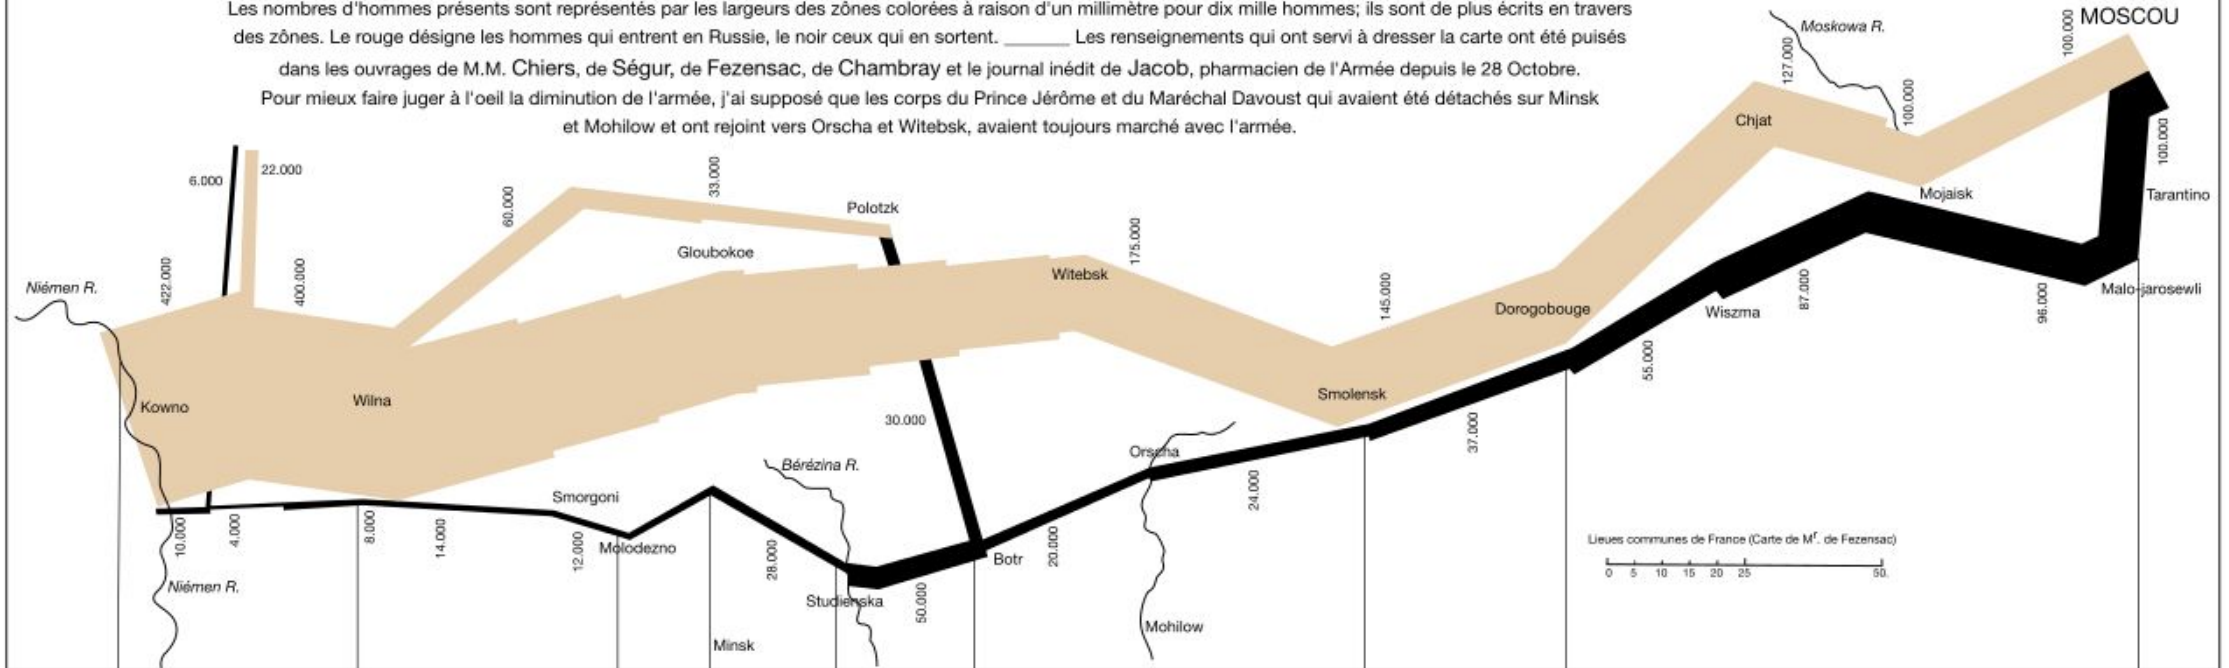 Les nombres d'hommes présents sont représentés par les largeurs des zônes colorées à raison d'un millimètre pour dix mille hommes; ils sont de plus écrits en travers
des zônes. Le rouge désigne les hommes qui entrent en Russie, le noir ceux qui en sortent. ______ Les renseignements qui ont servi à dresser la carte ont été puisés
dans les ouvrages de M.M. Chiers, de Ségur, de Fezensac, de Chambray et le journal inédit de Jacob, pharmacien de l'Armée depuis le 28 Octobre.
Pour mieux faire juger à l'oeil la diminution de l'armée, j'ai supposé que les corps du Prince Jérôme et du Maréchal Davoust qui avaient été détachés sur Minsk
et Mohilow et ont rejoint vers Orscha et Witebsk, avaient toujours marché avec l'armée.
MOSCOU
100.000
Moskowa R.
127.000
100.000
Chjat
100.000
Mojaisk
Tarantino
6.000
22.000
60.000
33.000
Polotzk
Gloubokoe
175.000
Witebsk
Niémen R.
422.000
400.000
145.000
Dorogobouge
Wiszma
87.000
96.000
Malo-jarosewli
55.000
Kowno
Wilna
Smolensk
30.000
37.000
Orscha
24.000
Bérézina R.
Smorgoni
10.000
4.000
8.000
14.000
12.000
Molodezno
28.000
Botr
20.000
Niémen R.
Studienska
50.000
Minsk
Mohilow
Lieues communes de France (Carte de Mr. de Fezensac)
0 5 10 15 20 25 50.